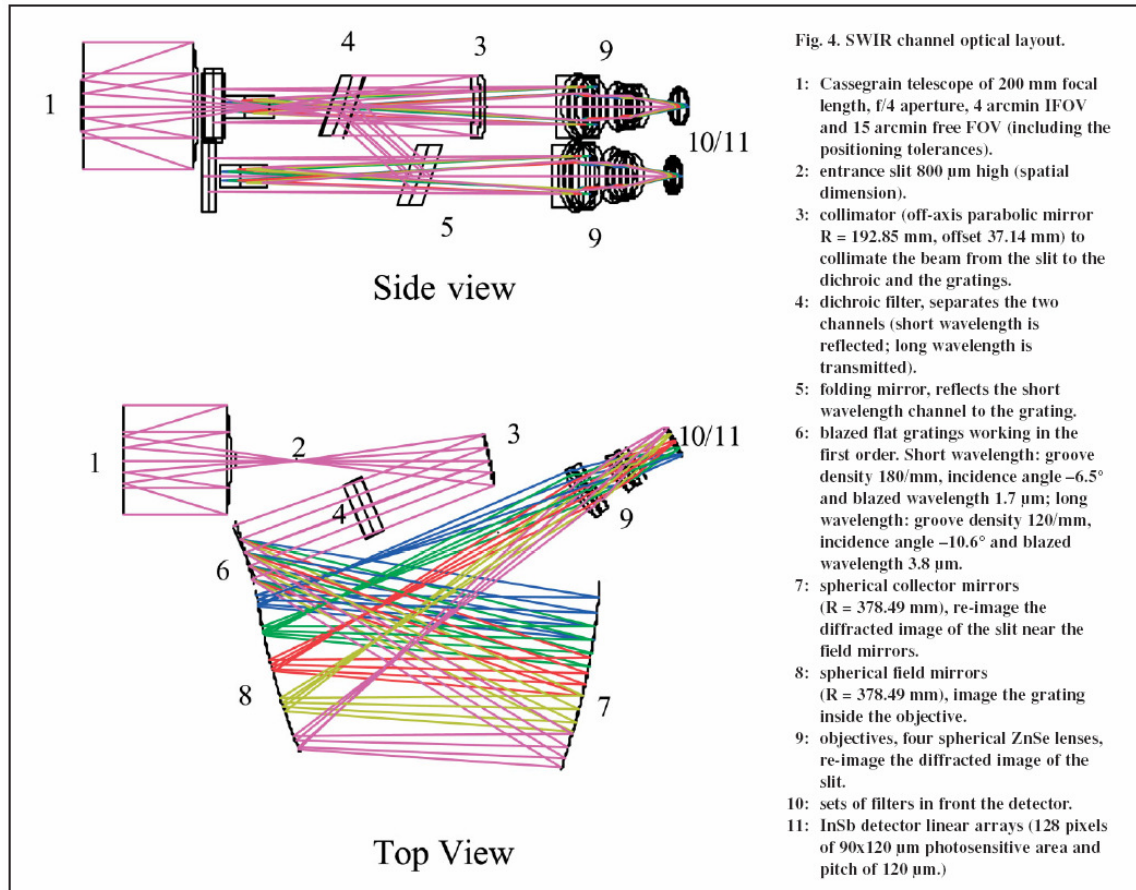 4
3
9
1
10/11
5
9
Side view
1
2
3
10/11
4
9
6
8
7
Top View
Fig. 4. SWIR channel optical layout.
1: Cassegrain telescope of 200 mm focal
length, f/4 aperture, 4 arcmin IFOV
and 15 arcmin free FOV (including the
positioning tolerances).
2: entrance slit 800 µm high (spatial
dimension).
3: collimator (off-axis parabolic mirror
R = 192.85 mm, offset 37.14 mm) to
collimate the beam from the slit to the
dichroic and the gratings.
4: dichroic filter, separates the two
channels (short wavelength is
reflected; long wavelength is
transmitted).
5: folding mirror, reflects the short
wavelength channel to the grating.
6: blazed flat gratings working in the
first order. Short wavelength: groove
density 180/mm, incidence angle –6.5°
and blazed wavelength 1.7 µm; long
wavelength: groove density 120/mm,
incidence angle –10.6° and blazed
wavelength 3.8 µm.
7: spherical collector mirrors
(R = 378.49 mm), re-image the
diffracted image of the slit near the
field mirrors.
8: spherical field mirrors
(R = 378.49 mm), image the grating
inside the objective.
9: objectives, four spherical ZnSe lenses,
re-image the diffracted image of the
slit.
10: sets of filters in front the detector.
11: InSb detector linear arrays (128 pixels
of 90x120 µm photosensitive area and
pitch of 120 µm.)